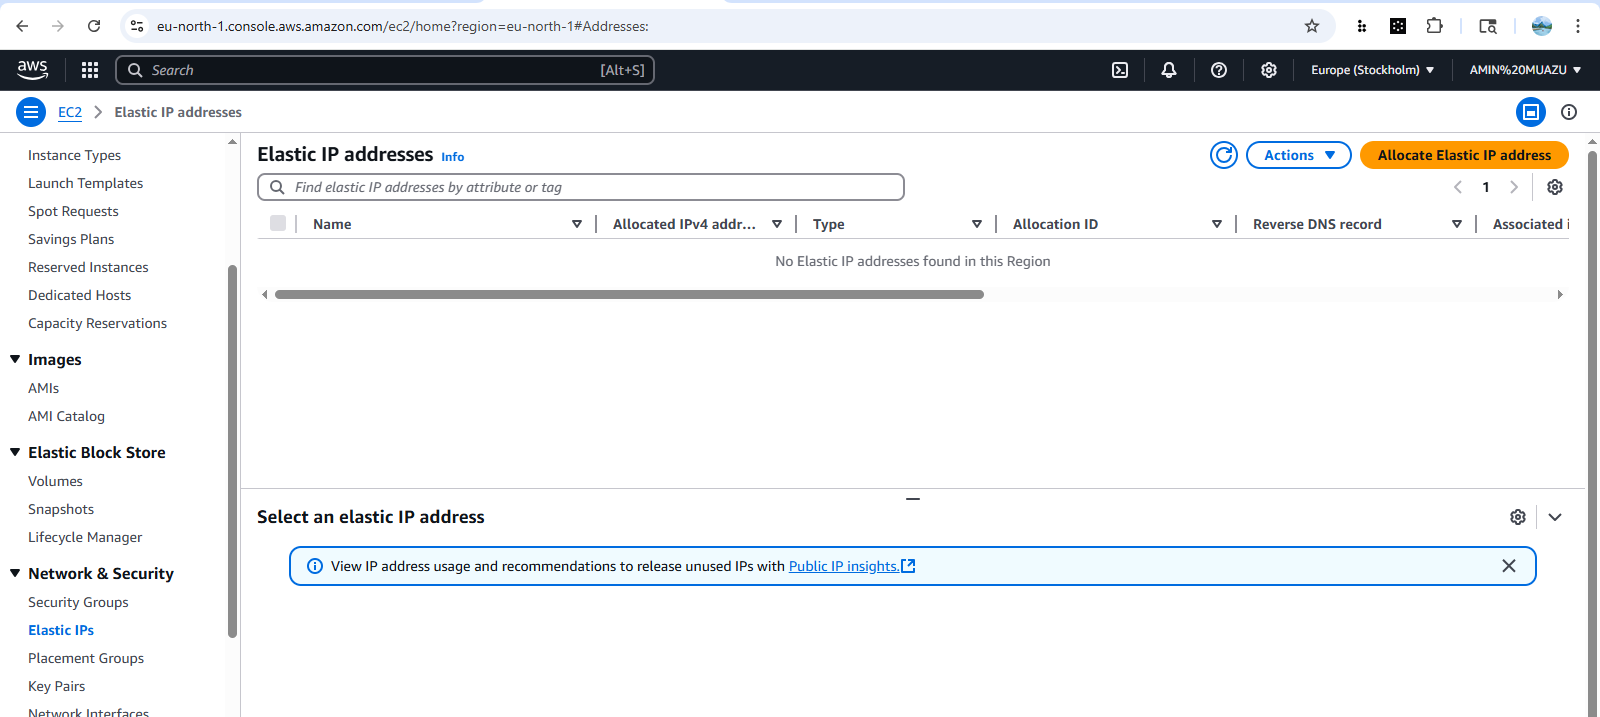 eu-north-1.console.aws.amazon.com/ec2/home?region=eu-north-1#Addresses:
aws
Search
[Alt+S]
Europe (Stockholm)
AMIN%20MUAZU
EC2
Elastic IP addresses
Instance Types
Launch Templates
Spot Requests
Savings Plans
Reserved Instances
Dedicated Hosts
Capacity Reservations
Images
AMIs
AMI Catalog
Elastic Block Store
Volumes
Snapshots
Lifecycle Manager
Network & Security
Security Groups
Elastic IPs
Placement Groups
Key Pairs
Network Interfaces
Elastic IP addresses Info
Actions
Allocate Elastic IP address
Find elastic IP addresses by attribute or tag
1
Name
Allocated IPv4 addr...
Type
Allocation ID
Reverse DNS record
Associated i
No Elastic IP addresses found in this Region
Select an elastic IP address
View IP address usage and recommendations to release unused IPs with Public IP insights.